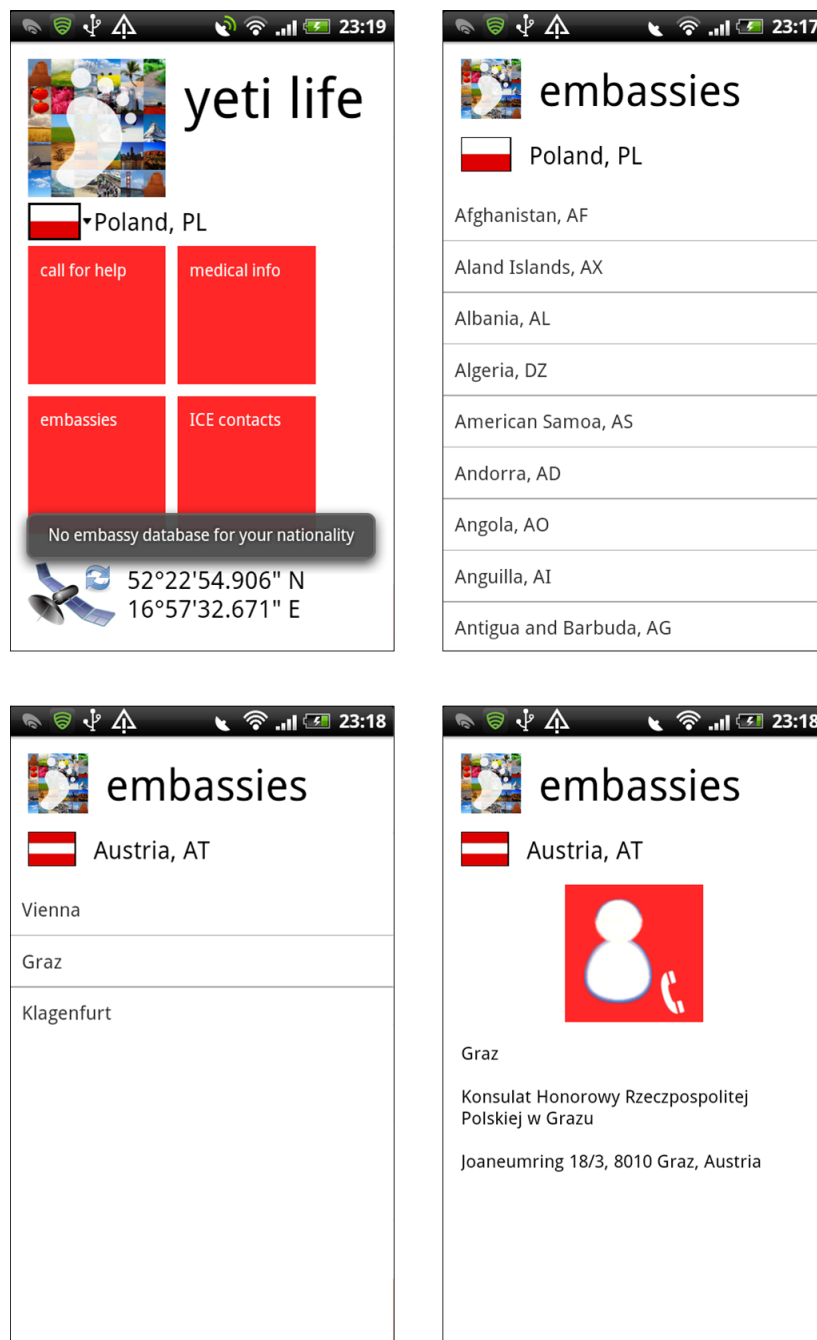 23:19
yeti life
Poland, PL
call for help
medical info
embassies
ICE contacts
No embassy database for your nationality
52°22'54.906" N
16°57'32.671" E
23:17
embassies
Poland, PL
Afghanistan, AF
Aland Islands, AX
Albania, AL
Algeria, DZ
American Samoa, AS
Andorra, AD
Angola, AO
Anguilla, AI
Antigua and Barbuda, AG
23:18
embassies
Austria, AT
Vienna
Graz
Klagenfurt
23:18
embassies
Austria, AT
Graz
Konsulat Honorowy Rzeczpospolitej
Polskiej w Grazu
Joaneumring 18/3, 8010 Graz, Austria